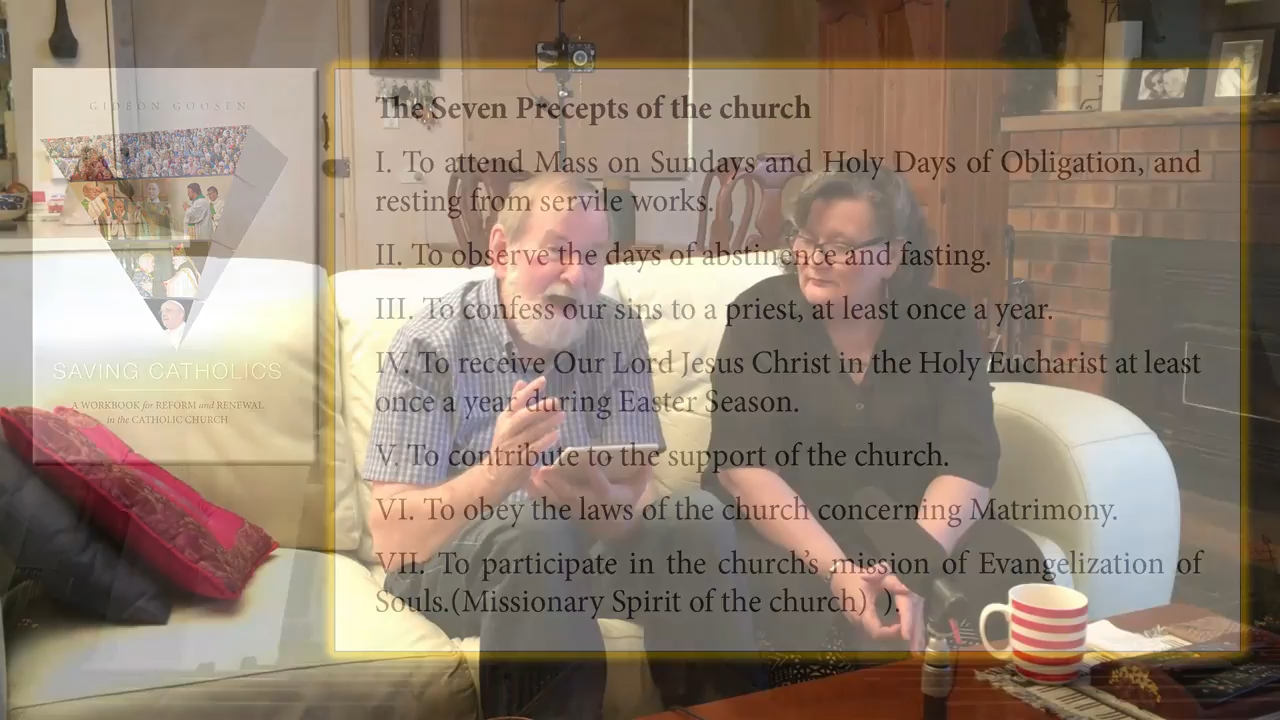 GIDEON GOOSEN
SAVING CATHOLICS
A WORKBOOK for REFORM and RENEWAL
in the CATHOLIC CHURCH
The Seven Precepts of the church
I. To attend Mass on Sundays and Holy Days of Obligation, and
resting from servile works.
II. To observe the days of abstinence and fasting.
III. To confess our sins to a priest, at least once a year.
IV. To receive Our Lord Jesus Christ in the Holy Eucharist at least
once a year during Easter Season.
V. To contribute to the support of the church.
VI. To obey the laws of the church concerning Matrimony.
VII. To participate in the church's mission of Evangelization of
Souls.(Missionary Spirit of the church) ).